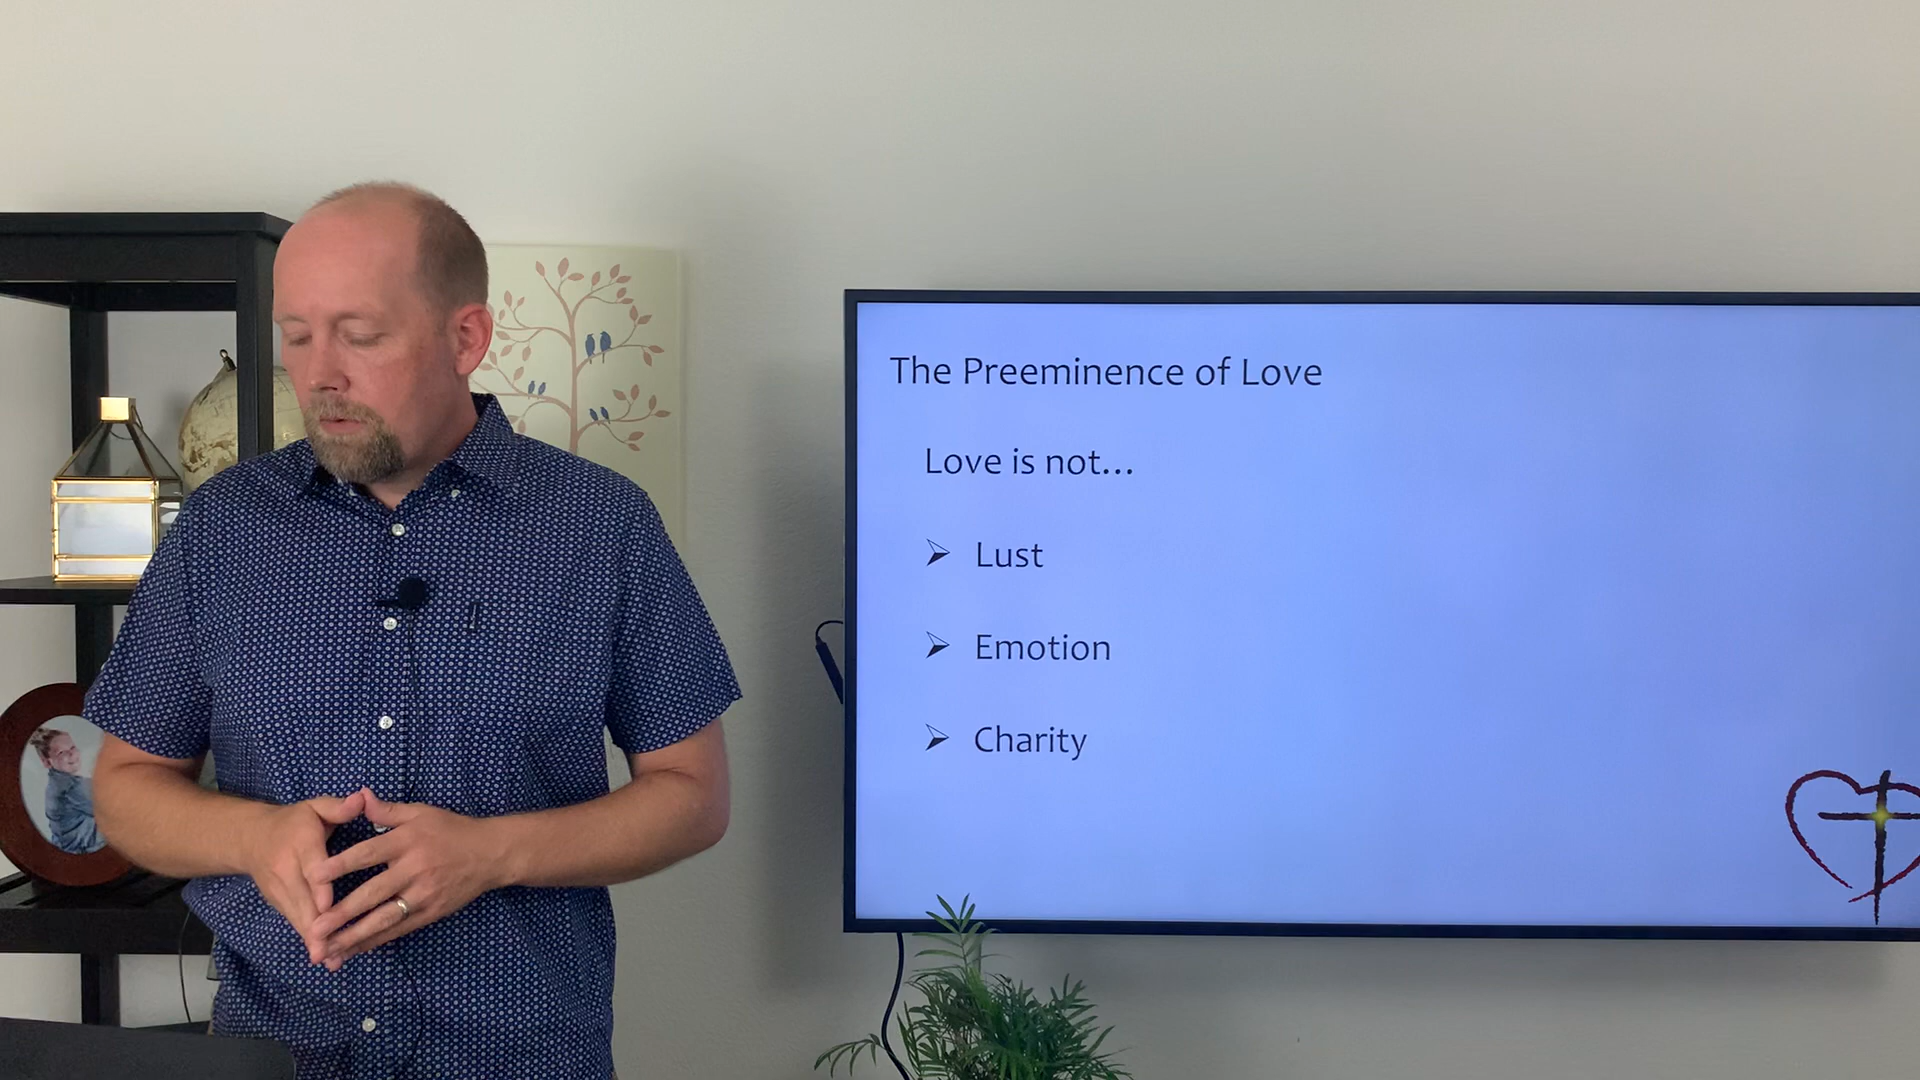 The Preeminence of Love
Love is not...
Lust
Emotion
Charity